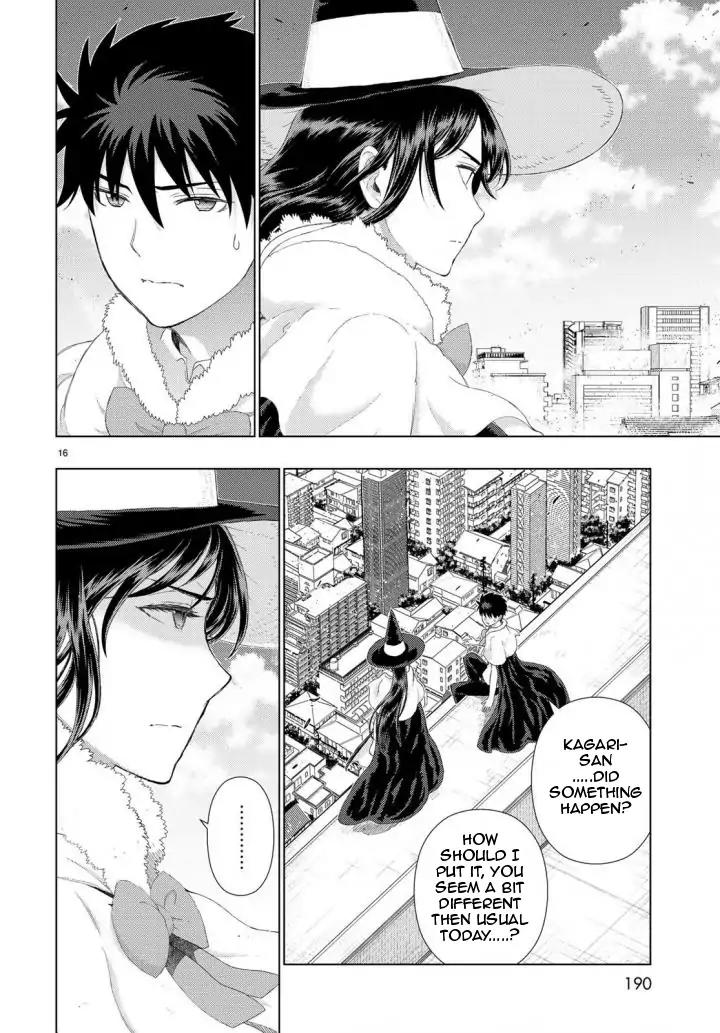 16
KAGARI-
SAN
.....DID
SOMETHING
HAPPEN?
HOW
SHOULD I
PUT IT, YOU
SEEM A BIT
DIFFERENT
THEN USUAL
TODAY.....?
..........
190